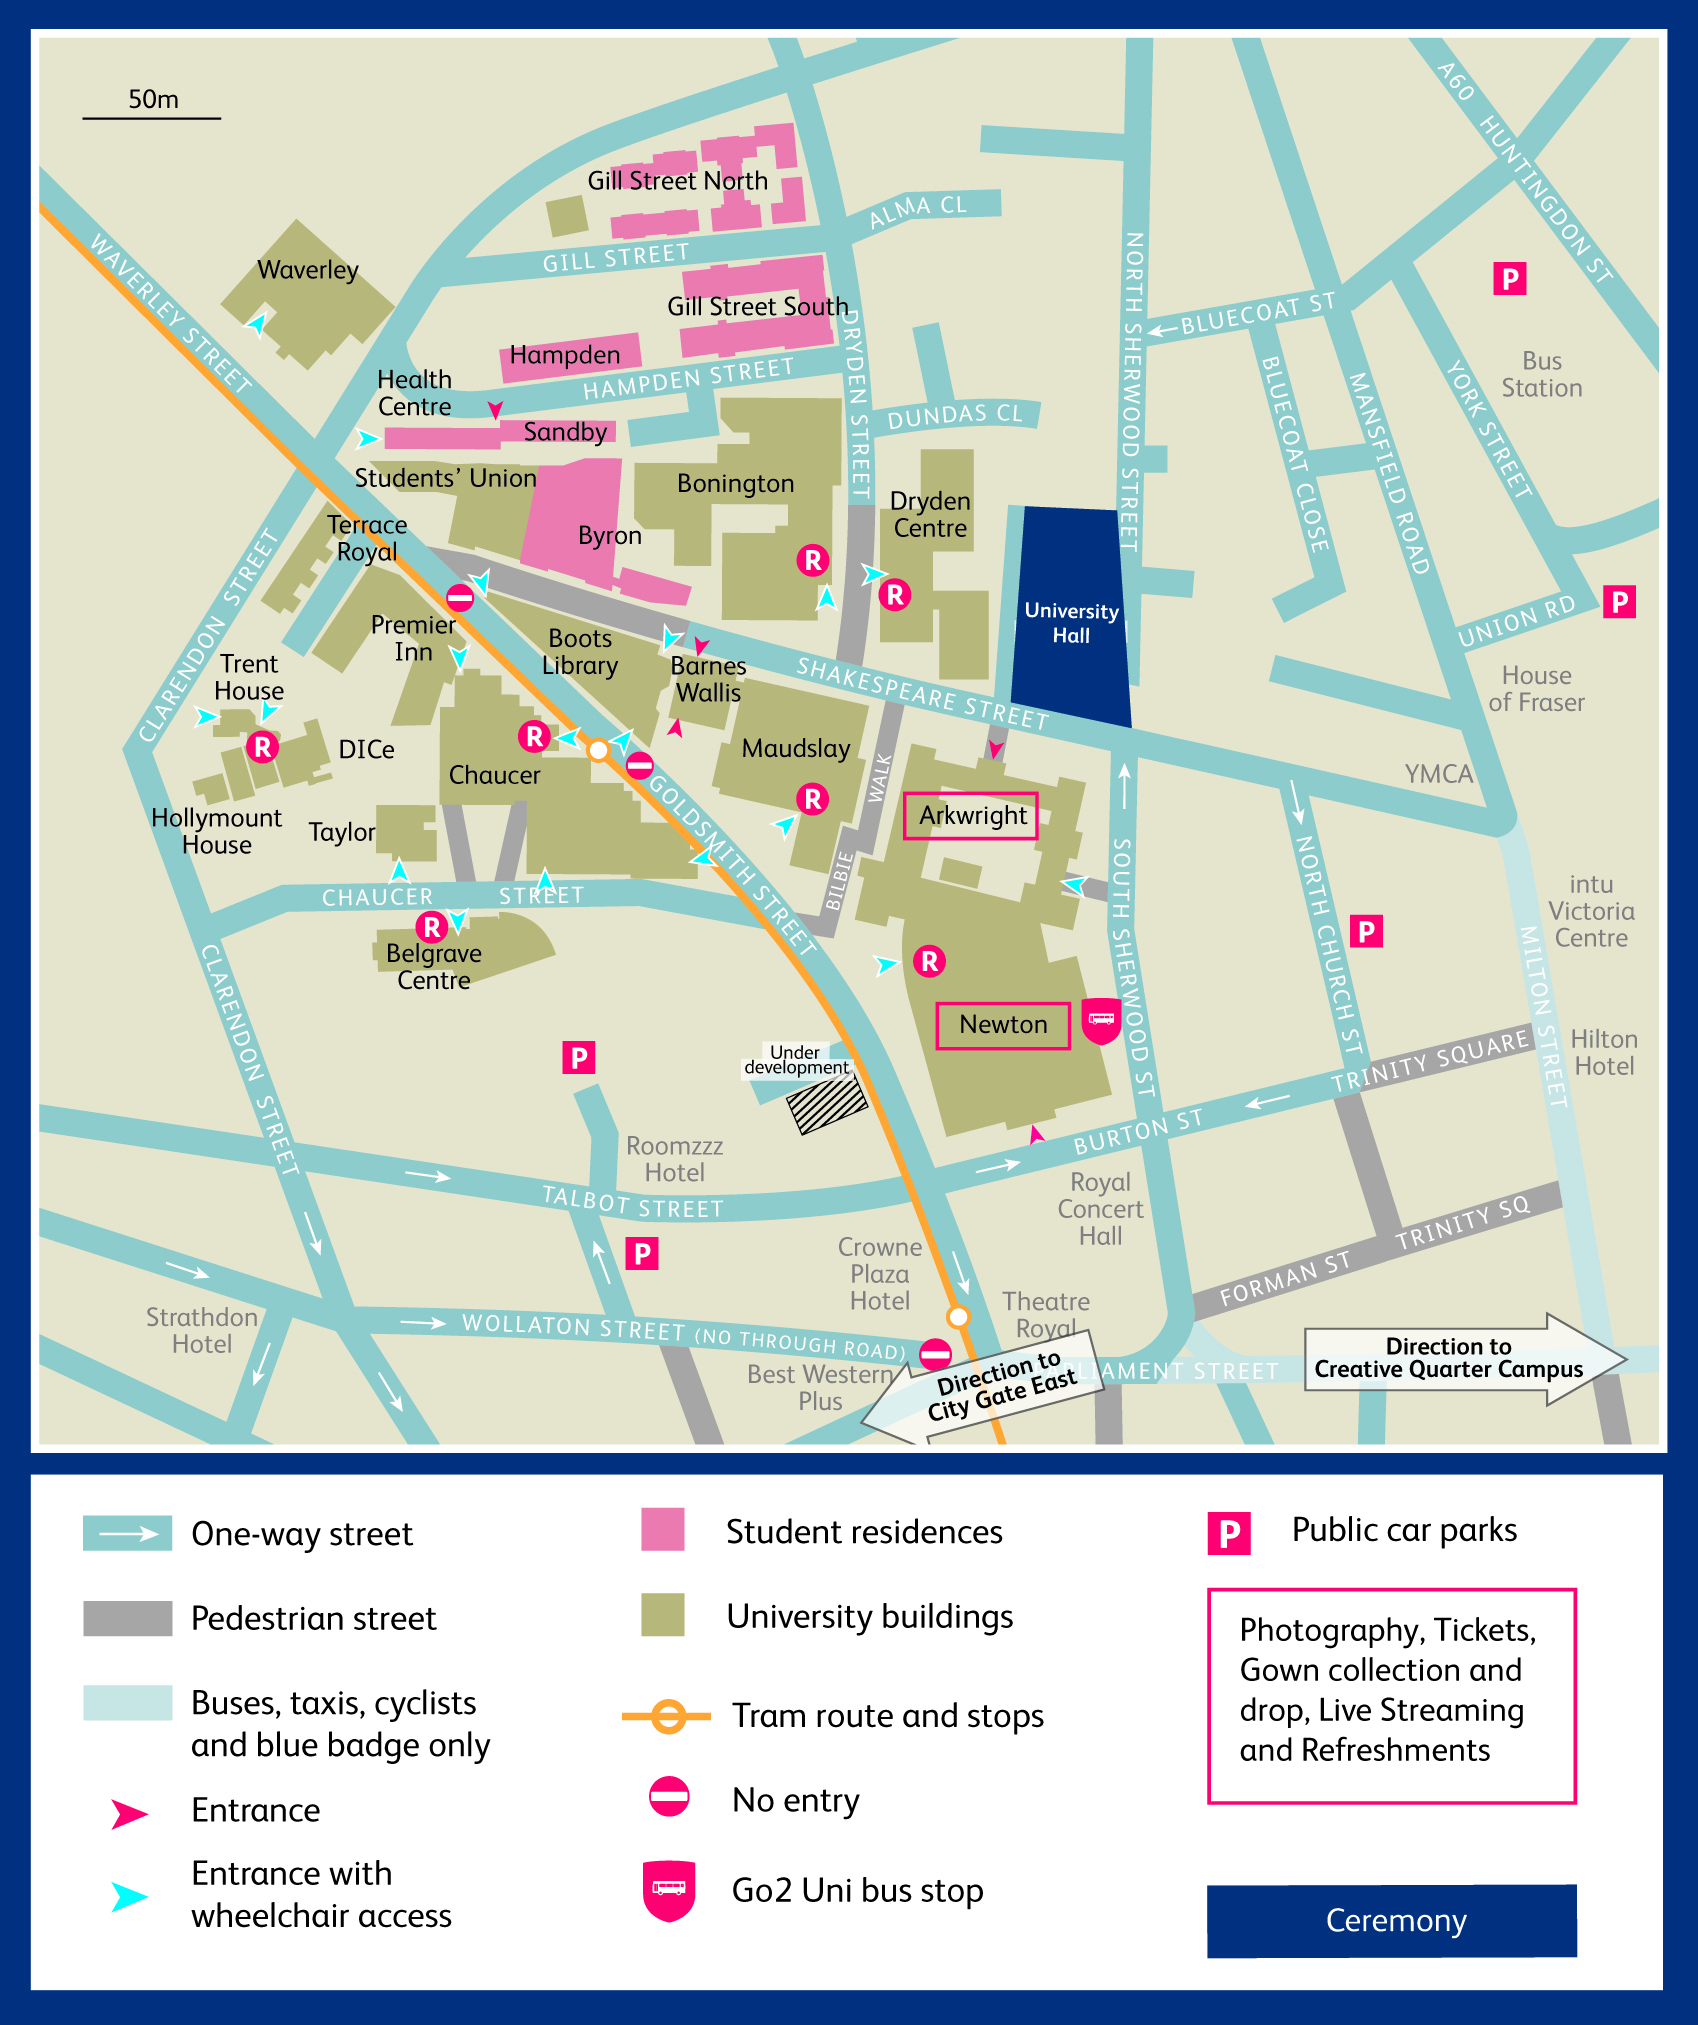 50m
A60
HUNTINGDON ST
WAVERLEY STREET
Waverley
Gill Street North
ALMA CL
GILL STREET
NORTH SHERWOOD STREET
P
Gill Street South
BLUECOAT ST
DRYDEN STREET
Hampden
HAMPDEN STREET
Bus
Station
YORK STREET
BLUECOAT CLOSE
MANSFIELD ROAD
Health
Centre
DUNDAS CL
Sandby
Students’ Union
Bonington
Dryden
Centre
Terrace
Royal
Byron
R
R
University
Hall
P
UNION RD
CLARENDON STREET
Premier
Inn
Boots
Library
Barnes
Wallis
SHAKESPEARE STREET
Trent
House
House
of Fraser
R
DICe
R
Chaucer
Maudslay
WALK
YMCA
R
Hollymount
House
Taylor
GOLDSMITH STREET
Arkwright
SOUTH SHERWOOD ST
NORTH CHURCH ST
BILBIE
CHAUCER STREET
intu
Victoria
Centre
R
Belgrave
Centre
P
R
MILTON STREET
CLARENDON STREET
Newton
Under
development
P
Hilton
Hotel
TRINITY SQUARE
BURTON ST
Roomzzz
Hotel
TALBOT STREET
Royal
Concert
Hall
TRINITY SQ
P
Crowne
Plaza
Hotel
FORMAN ST
Strathdon
Hotel
WOLLATON STREET (NO THROUGH ROAD)
Theatre
Royal
Direction to
City Gate East
LIAMENT STREET
Direction to
Creative Quarter Campus
Best Western
Plus
One-way street
Pedestrian street
Buses, taxis, cyclists
and blue badge only
Entrance
Entrance with
wheelchair access
Student residences
University buildings
Tram route and stops
No entry
Go2 Uni bus stop
P
Public car parks
Photography, Tickets,
Gown collection and
drop, Live Streaming
and Refreshments
Ceremony